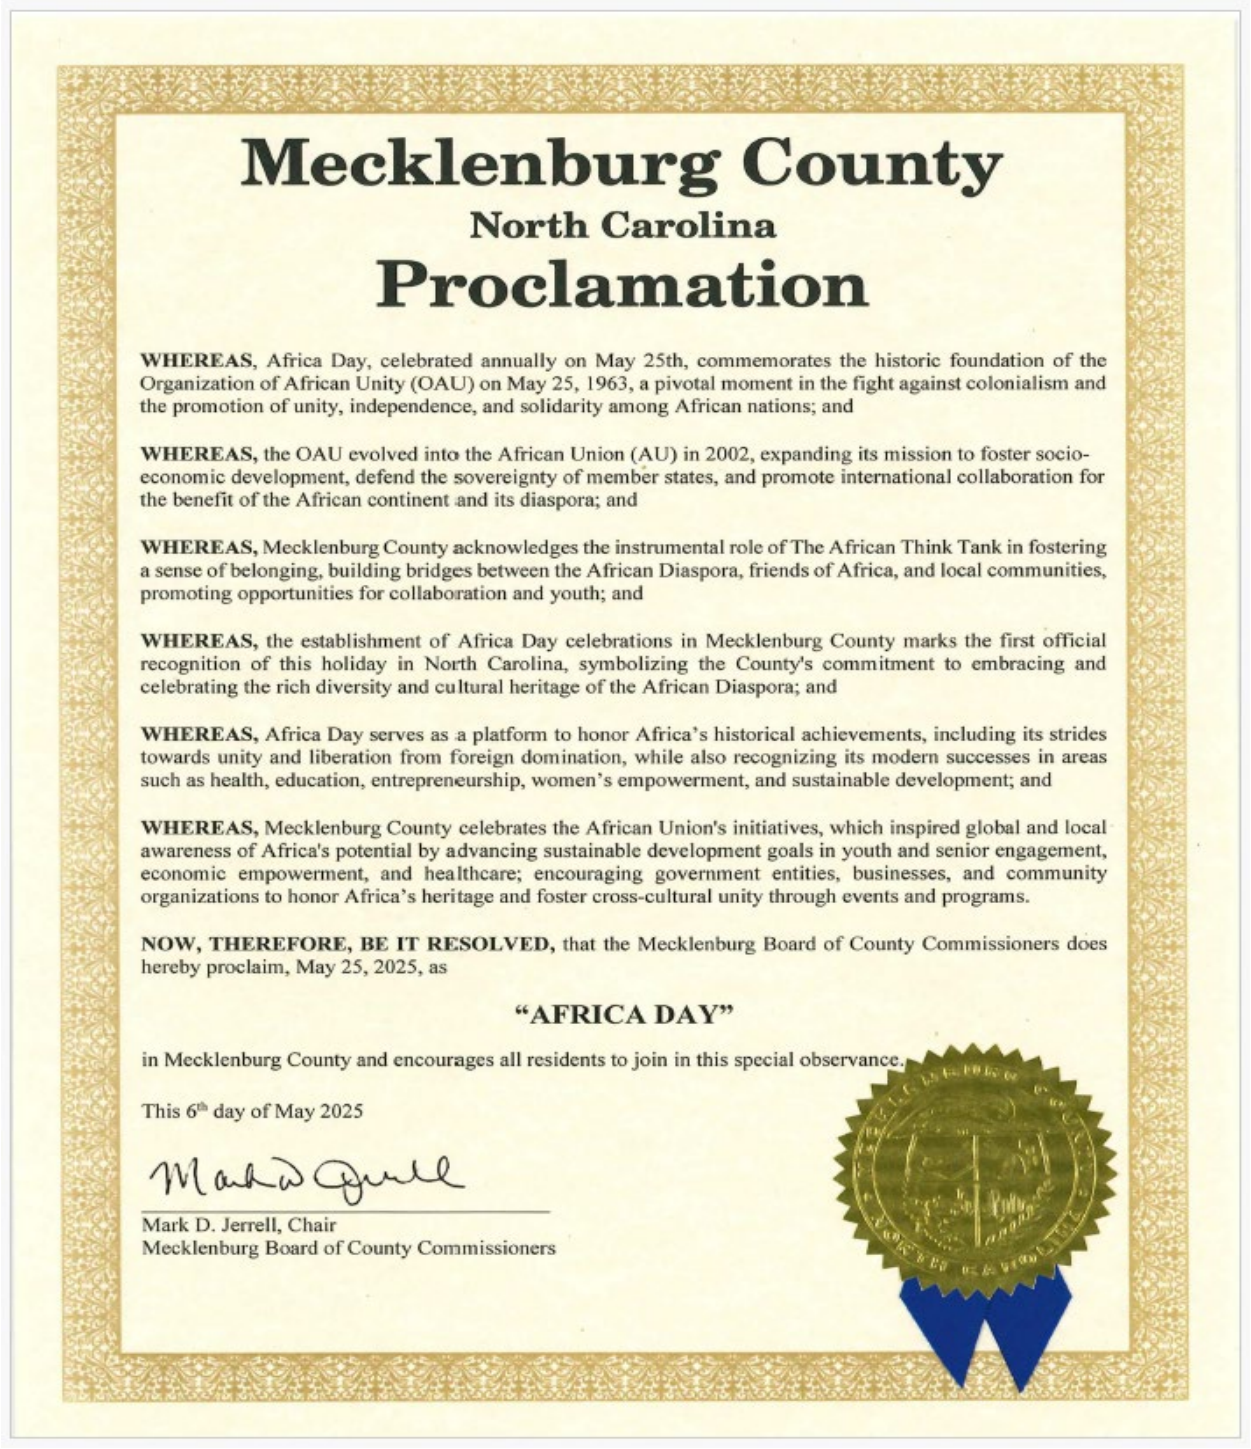 Mecklenburg County
North Carolina
Proclamation
WHEREAS, Africa Day, celebrated annually on May 25th, commemorates the historic foundation of the
Organization of African Unity (OAU) on May 25, 1963, a pivotal moment in the fight against colonialism and
the promotion of unity, independence, and solidarity among African nations; and
WHEREAS, the OAU evolved into the African Union (AU) in 2002, expanding its mission to foster socio-
economic development, defend the sovereignty of member states, and promote international collaboration for
the benefit of the African continent and its diaspora; and
WHEREAS, Mecklenburg County acknowledges the instrumental role of The African Think Tank in fostering
a sense of belonging, building bridges between the African Diaspora, friends of Africa, and local communities,
promoting opportunities for collaboration and youth; and
WHEREAS, the establishment of Africa Day celebrations in Mecklenburg County marks the first official
recognition of this holiday in North Carolina, symbolizing the County's commitment to embracing and
celebrating the rich diversity and cultural heritage of the African Diaspora; and
WHEREAS, Africa Day serves as a platform to honor Africa’s historical achievements, including its strides
towards unity and liberation from foreign domination, while also recognizing its modern successes in areas
such as health, education, entrepreneurship, women’s empowerment, and sustainable development; and
WHEREAS, Mecklenburg County celebrates the African Union's initiatives, which inspired global and local
awareness of Africa's potential by advancing sustainable development goals in youth and senior engagement,
economic empowerment, and healthcare; encouraging government entities, businesses, and community
organizations to honor Africa’s heritage and foster cross-cultural unity through events and programs.
NOW, THEREFORE, BE IT RESOLVED, that the Mecklenburg Board of County Commissioners does
hereby proclaim, May 25, 2025, as
“AFRICA DAY”
in Mecklenburg County and encourages all residents to join in this special observance.
This 6th day of May 2025
Mark D Jerrell
Mark D. Jerrell, Chair
Mecklenburg Board of County Commissioners
MECKLENBURG COUNTY
NORTH CAROLINA